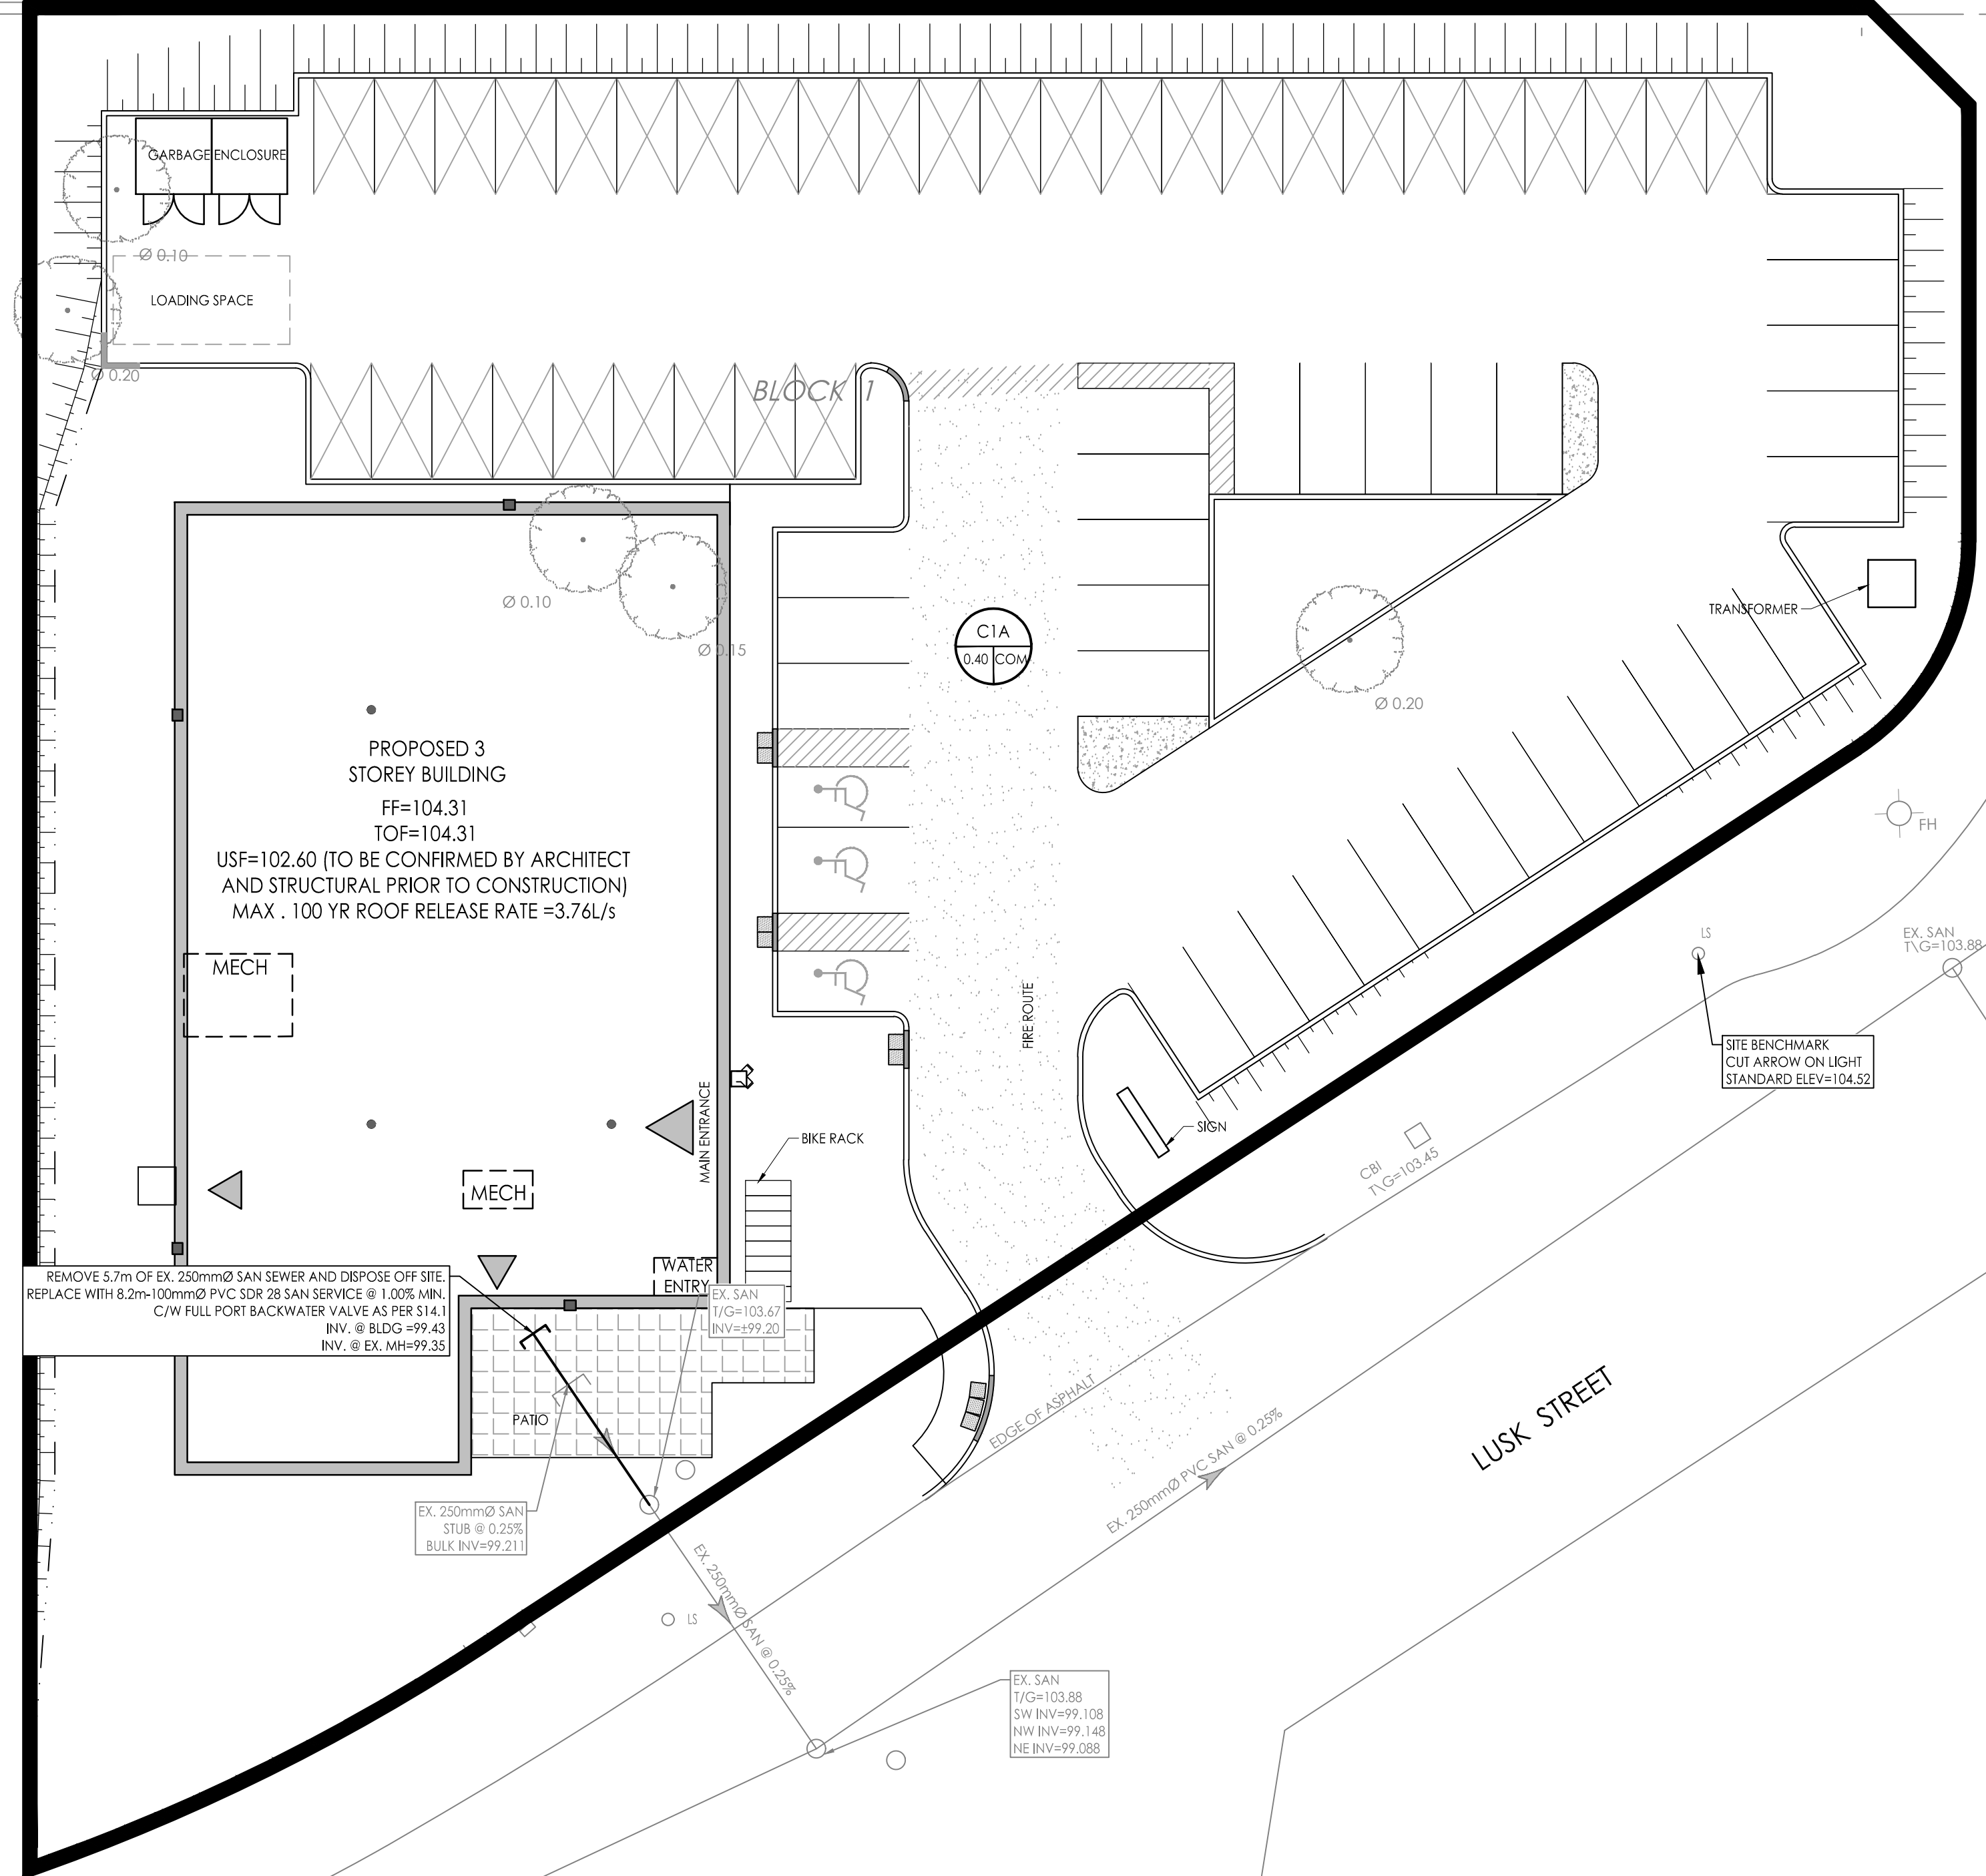 GARBAGE ENCLOSURE
Ø 0.10
LOADING SPACE
Ø 0.20
BLOCK 1
Ø 0.10
Ø 0.15
C1A
0.40 COM
TRANSFORMER
Ø 0.20
PROPOSED 3
STOREY BUILDING
FF=104.31
TOF=104.31
USF=102.60 (TO BE CONFIRMED BY ARCHITECT
AND STRUCTURAL PRIOR TO CONSTRUCTION)
MAX . 100 YR ROOF RELEASE RATE =3.76L/s
FH
LS
EX. SAN
T\G=103.88
MECH
FIRE ROUTE
SITE BENCHMARK
CUT ARROW ON LIGHT
STANDARD ELEV=104.52
MAIN ENTRANCE
BIKE RACK
SIGN
CBI
T\G=103.45
MECH
WATER
ENTRY
REMOVE 5.7m OF EX. 250mmØ SAN SEWER AND DISPOSE OFF SITE.
REPLACE WITH 8.2m-100mmØ PVC SDR 28 SAN SERVICE @ 1.00% MIN.
C/W FULL PORT BACKWATER VALVE AS PER S14.1
INV. @ BLDG =99.43
INV. @ EX. MH=99.35
EX. SAN
T/G=103.67
INV=±99.20
PATIO
EDGE OF ASPHALT
EX. 250mmØ PVC SAN @ 0.25%
LUSK STREET
EX. 250mmØ SAN
STUB @ 0.25%
BULK INV=99.211
EX. 250mmØ SAN @ 0.25%
LS
EX. SAN
T/G=103.88
SW INV=99.108
NW INV=99.148
NE INV=99.088